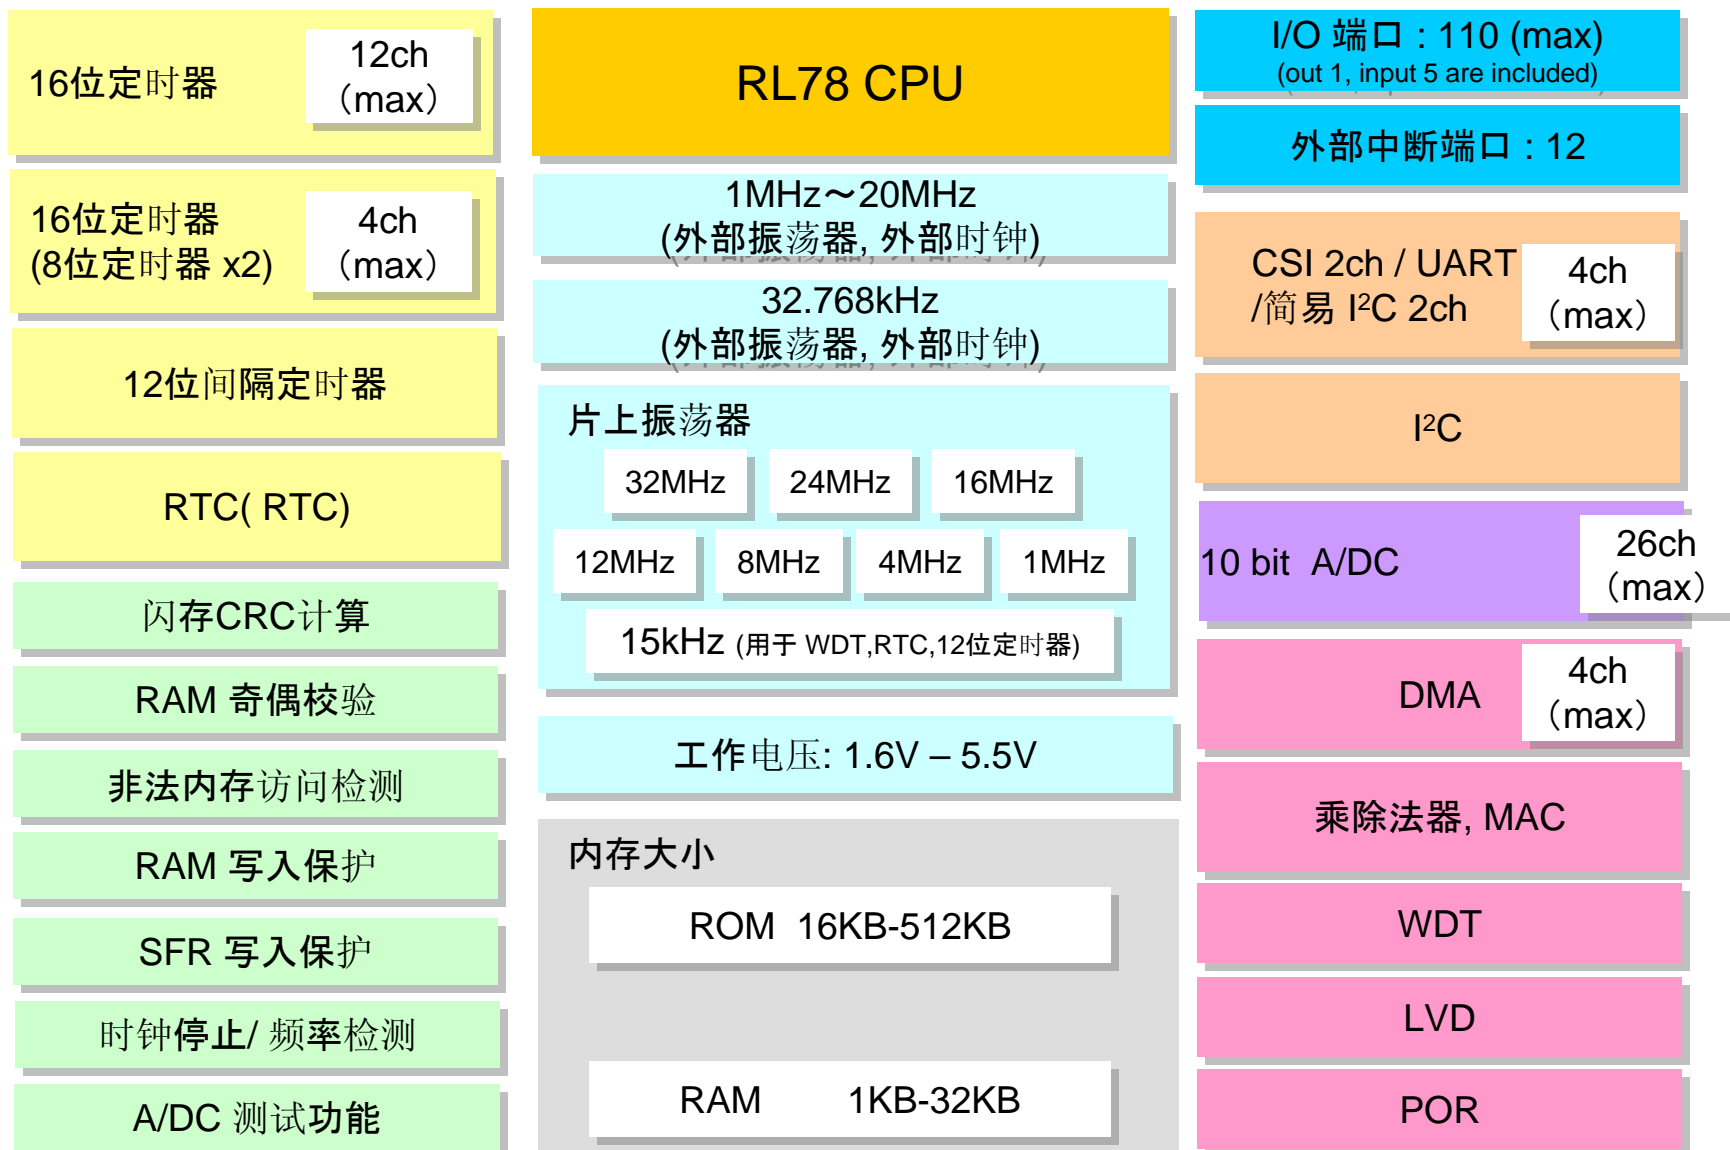 16位定时器
12ch
（max）
16位定时器
(8位定时器 x2)
4ch
（max）
12位间隔定时器
RTC( RTC)
闪存CRC计算
RAM 奇偶校验
非法内存访问检测
RAM 写入保护
SFR 写入保护
时钟停止/ 频率检测
A/DC 测试功能
RL78 CPU
1MHz～20MHz
(外部振荡器, 外部时钟)
32.768kHz
(外部振荡器, 外部时钟)
片上振荡器
32MHz
24MHz
16MHz
12MHz
8MHz
4MHz
1MHz
15kHz (用于 WDT,RTC,12位定时器)
工作电压: 1.6V – 5.5V
内存大小
ROM 16KB-512KB
RAM 1KB-32KB
I/O 端口 : 110 (max)
(out 1, input 5 are included)
外部中断端口 : 12
CSI 2ch / UART
/简易 I²C 2ch
4ch
（max）
I²C
10 bit A/DC
26ch
（max）
DMA
4ch
（max）
乘除法器, MAC
WDT
LVD
POR